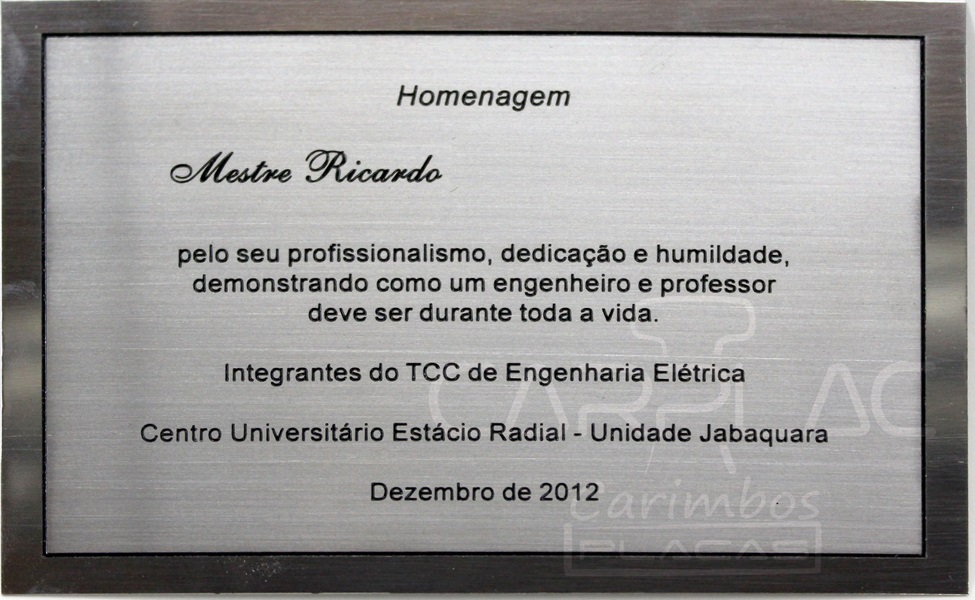 Homenagem
Mestre Ricardo
pelo seu profissionalismo, dedicação e humildade,
demonstrando como um engenheiro e professor
deve ser durante toda a vida.
Integrantes do TCC de Engenharia Elétrica
CARPLAC
Centro Universitário Estácio Radial - Unidade Jabaquara
Dezembro de 2012
Carimbos
PLACAS